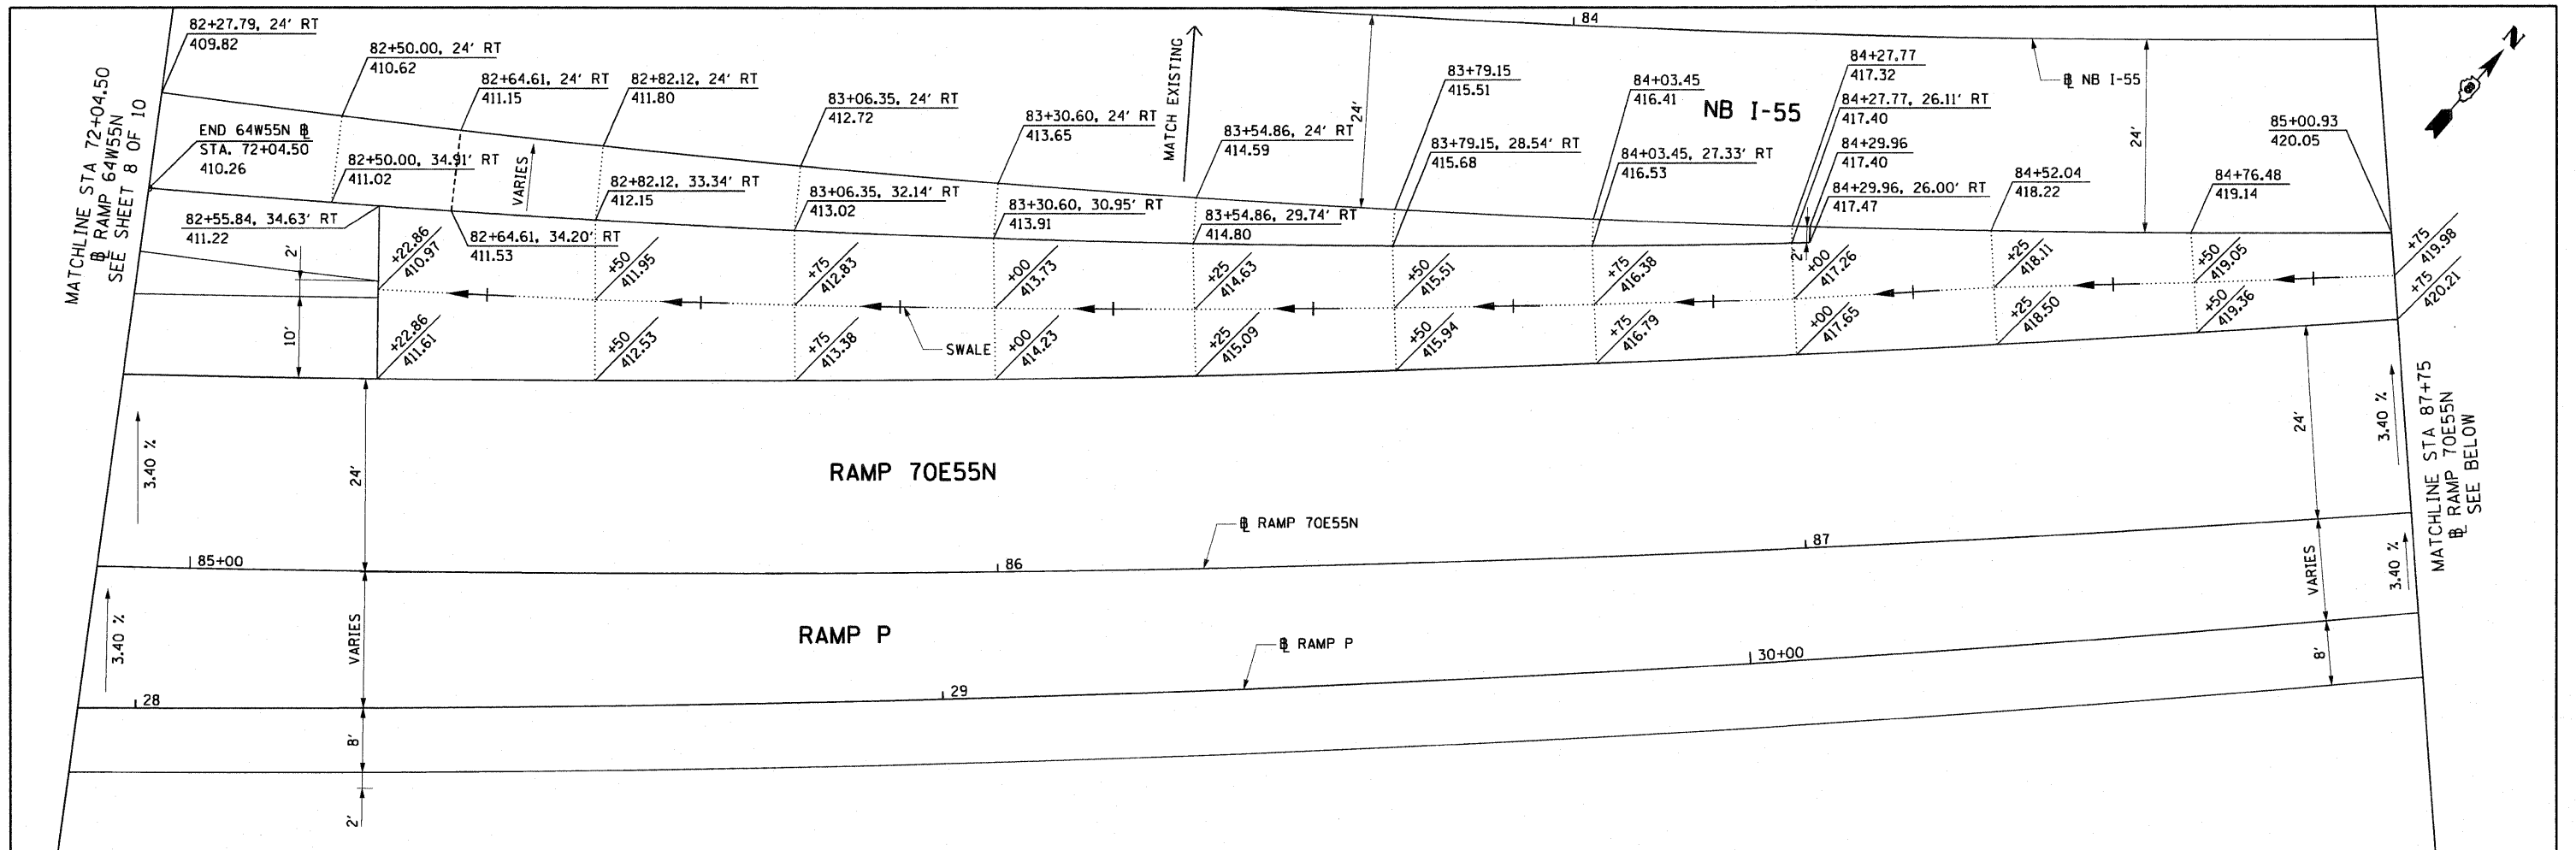 82+27.79, 24' RT
409.82
82+50.00, 24' RT
410.62
82+64.61, 24' RT
411.15
82+82.12, 24' RT
411.80
83+06.35, 24' RT
412.72
83+30.60, 24' RT
413.65
83+54.86, 24' RT
414.59
MATCH EXISTING
24'
84
83+79.15
415.51
84+03.45
416.41
NB I-55
84+27.77
417.32
84+27.77, 26.11' RT
417.40
84+29.96
417.40
84+29.96, 26.00' RT
417.47
℄ NB I-55
24'
85+00.93
420.05
N
MATCHLINE STA 72+04.50
℄ RAMP 64W55N
SEE SHEET 8 OF 10
END 64W55N ℄
STA. 72+04.50
410.26
82+50.00, 34.91' RT
411.02
VARIES
82+82.12, 33.34' RT
412.15
83+06.35, 32.14' RT
413.02
83+30.60, 30.95' RT
413.91
83+54.86, 29.74' RT
414.80
83+79.15, 28.54' RT
415.68
84+03.45, 27.33' RT
416.53
84+52.04
418.22
84+76.48
419.14
82+55.84, 34.63' RT
411.22
82+64.61, 34.20' RT
411.53
2'
2'
+22.86
410.97
+50
411.95
+75
412.83
+00
413.73
+25
414.63
+50
415.51
+75
416.38
+00
417.26
+25
418.11
+50
419.05
+75
419.98
10'
+22.86
411.61
+50
412.53
+75
413.38
SWALE
+00
414.23
+25
415.09
+50
415.94
+75
416.79
+00
417.65
+25
418.50
+50
419.36
+75
420.21
3.40 %
24'
RAMP 70E55N
24'
3.40 %
MATCHLINE STA 87+75
℄ RAMP 70E55N
SEE BELOW
℄ RAMP 70E55N
85+00
86
87
3.40 %
VARIES
RAMP P
℄ RAMP P
VARIES
3.40 %
28
29
30+00
8'
8'
2'